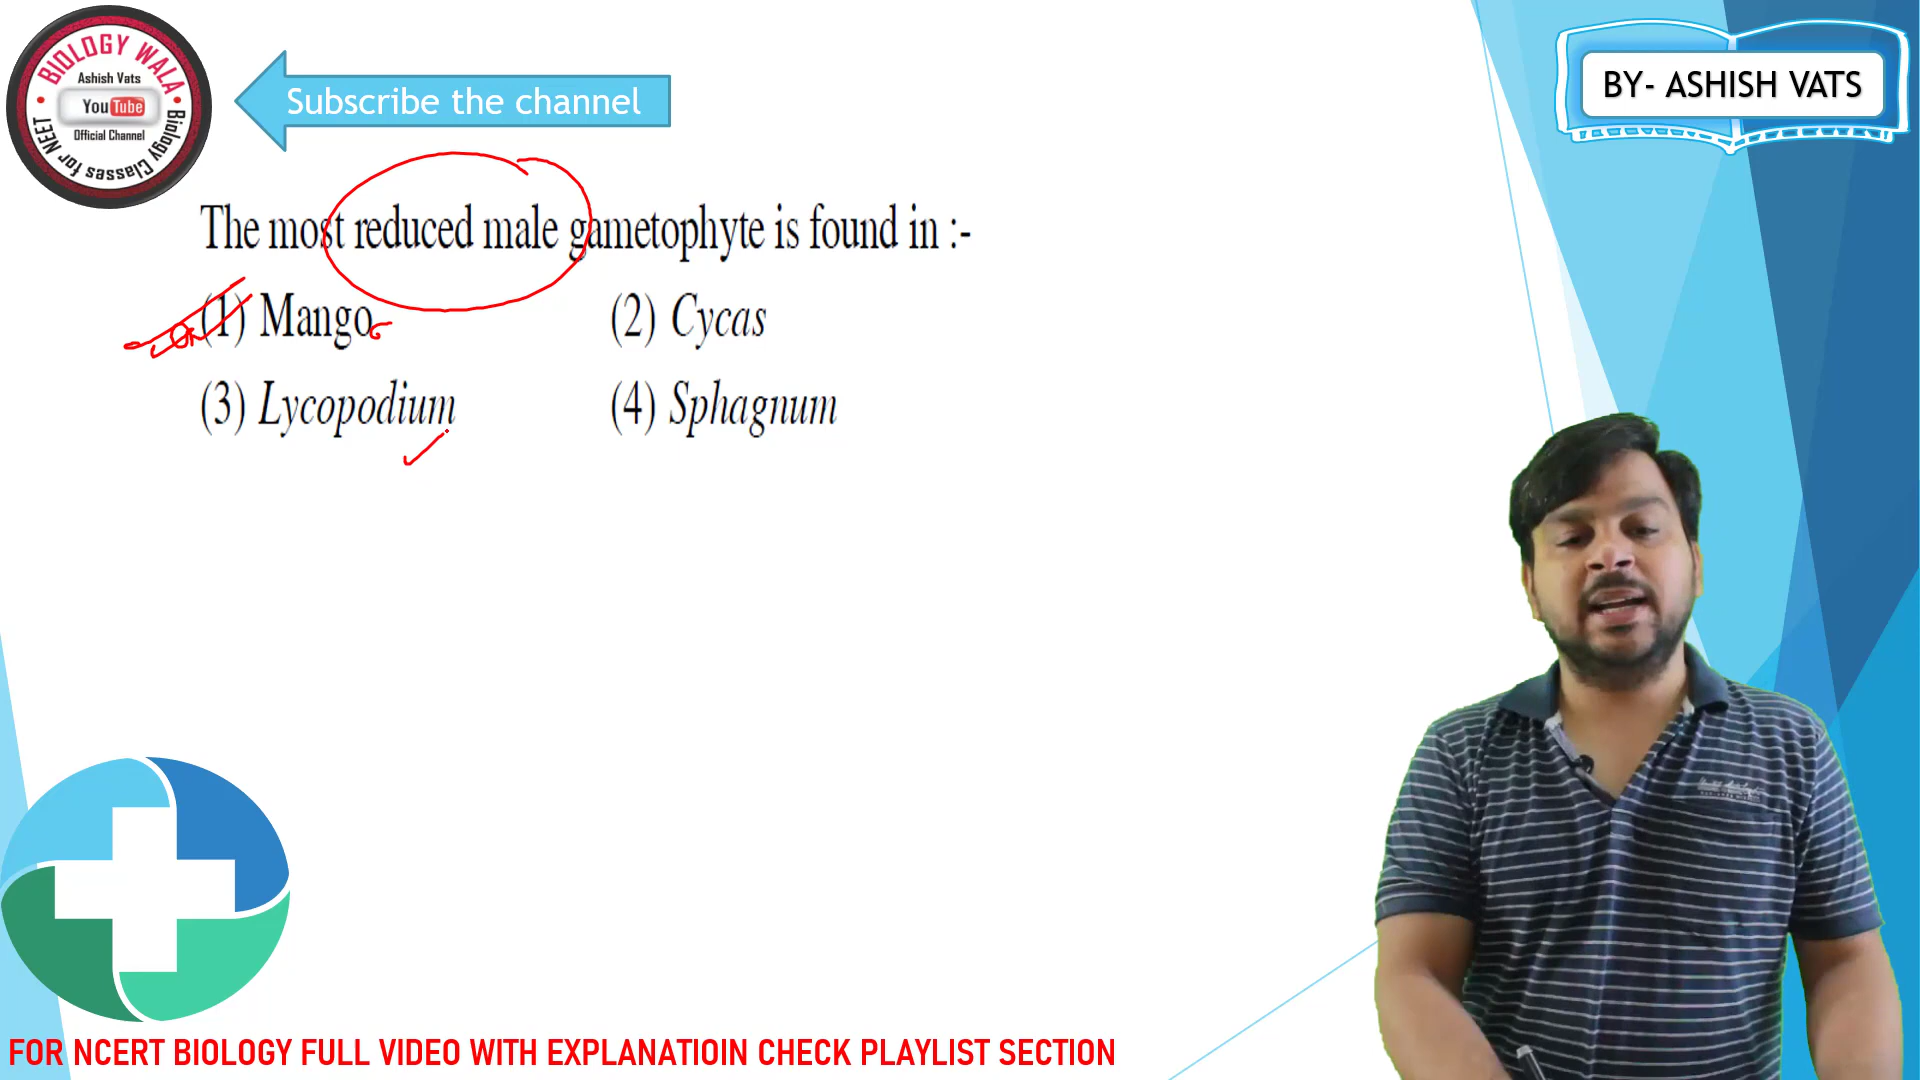 BIOLOGY WALA
Ashish Vats
YouTube
Official Channel
Biology Classes for NEET
Subscribe the channel
BY- ASHISH VATS
The most reduced male gametophyte is found in :-
(1) Mango (2) Cycas
(3) Lycopodium (4) Sphagnum
FOR NCERT BIOLOGY FULL VIDEO WITH EXPLANATIOIN CHECK PLAYLIST SECTION